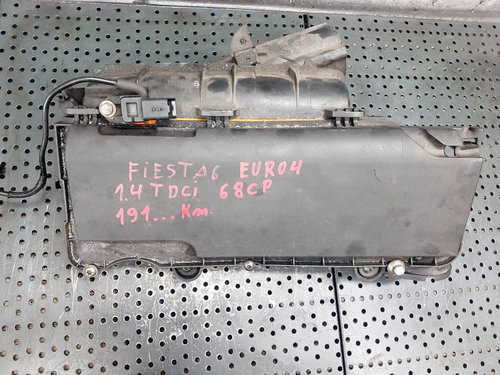 FiESTA6 EURO4
1.4 TDCi 68CP
191... Km.